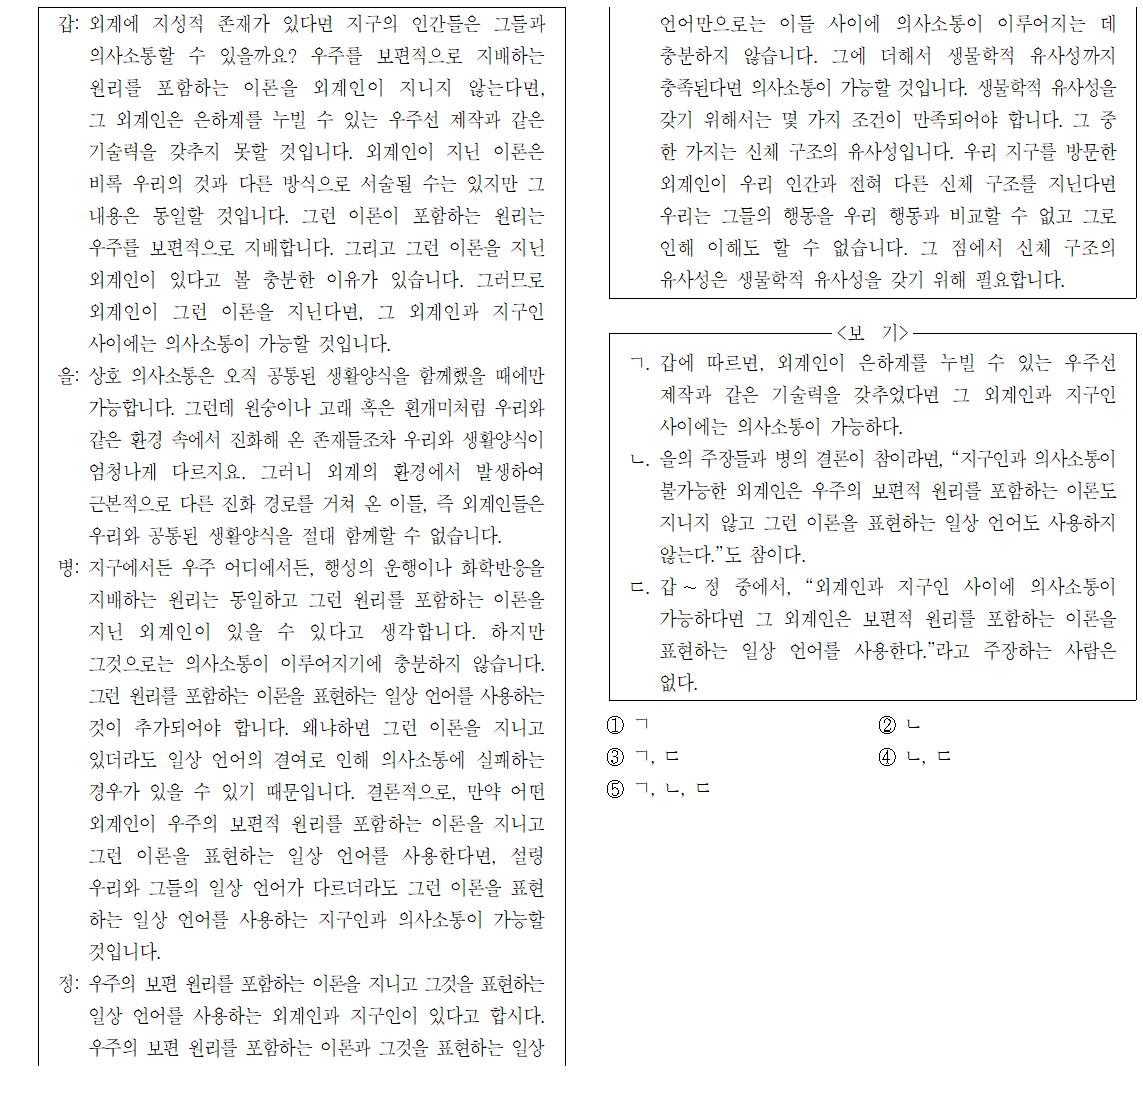 갑: 외계에 지성적 존재가 있다면 지구의 인간들은 그들과
의사소통할 수 있을까요? 우주를 보편적으로 지배하는
원리를 포함하는 이론을 외계인이 지니지 않는다면,
그 외계인은 은하계를 누빌 수 있는 우주선 제작과 같은
기술력을 갖추지 못할 것입니다. 외계인이 지닌 이론은
비록 우리의 것과 다른 방식으로 서술될 수는 있지만 그
내용은 동일할 것입니다. 그런 이론이 포함하는 원리는
우주를 보편적으로 지배합니다. 그리고 그런 이론을 지닌
외계인이 있다고 볼 충분한 이유가 있습니다. 그러므로
외계인이 그런 이론을 지닌다면, 그 외계인과 지구인
사이에는 의사소통이 가능할 것입니다.
을: 상호 의사소통은 오직 공통된 생활양식을 함께했을 때에만
가능합니다. 그런데 원숭이나 고래 혹은 흰개미처럼 우리와
같은 환경 속에서 진화해 온 존재들조차 우리와 생활양식이
엄청나게 다르지요. 그러니 외계의 환경에서 발생하여
근본적으로 다른 진화 경로를 거쳐 온 이들, 즉 외계인들은
우리와 공통된 생활양식을 절대 함께할 수 없습니다.
병: 지구에서든 우주 어디에서든, 행성의 운행이나 화학반응을
지배하는 원리는 동일하고 그런 원리를 포함하는 이론을
지닌 외계인이 있을 수 있다고 생각합니다. 하지만
그것으로는 의사소통이 이루어지기에 충분하지 않습니다.
그런 원리를 포함하는 이론을 표현하는 일상 언어를 사용하는
것이 추가되어야 합니다. 왜냐하면 그런 이론을 지니고
있더라도 일상 언어의 결여로 인해 의사소통에 실패하는
경우가 있을 수 있기 때문입니다. 결론적으로, 만약 어떤
외계인이 우주의 보편적 원리를 포함하는 이론을 지니고
그런 이론을 표현하는 일상 언어를 사용한다면, 설령
우리와 그들의 일상 언어가 다르더라도 그런 이론을 표현
하는 일상 언어를 사용하는 지구인과 의사소통이 가능할
것입니다.
정: 우주의 보편 원리를 포함하는 이론을 지니고 그것을 표현하는
일상 언어를 사용하는 외계인과 지구인이 있다고 합시다.
우주의 보편 원리를 포함하는 이론과 그것을 표현하는 일상
언어만으로는 이들 사이에 의사소통이 이루어지는 데
충분하지 않습니다. 그에 더해서 생물학적 유사성까지
충족된다면 의사소통이 가능할 것입니다. 생물학적 유사성을
갖기 위해서는 몇 가지 조건이 만족되어야 합니다. 그 중
한 가지는 신체 구조의 유사성입니다. 우리 지구를 방문한
외계인이 우리 인간과 전혀 다른 신체 구조를 지닌다면
우리는 그들의 행동을 우리 행동과 비교할 수 없고 그로
인해 이해도 할 수 없습니다. 그 점에서 신체 구조의
유사성은 생물학적 유사성을 갖기 위해 필요합니다.
<보 기>
ㄱ. 갑에 따르면, 외계인이 은하계를 누빌 수 있는 우주선
제작과 같은 기술력을 갖추었다면 그 외계인과 지구인
사이에는 의사소통이 가능하다.
ㄴ. 을의 주장들과 병의 결론이 참이라면, “지구인과 의사소통이
불가능한 외계인은 우주의 보편적 원리를 포함하는 이론도
지니지 않고 그런 이론을 표현하는 일상 언어도 사용하지
않는다.”도 참이다.
ㄷ. 갑 ~ 정 중에서, “외계인과 지구인 사이에 의사소통이
가능하다면 그 외계인은 보편적 원리를 포함하는 이론을
표현하는 일상 언어를 사용한다.”라고 주장하는 사람은
없다.
① ㄱ ② ㄴ
③ ㄱ, ㄷ ④ ㄴ, ㄷ
⑤ ㄱ, ㄴ, ㄷ